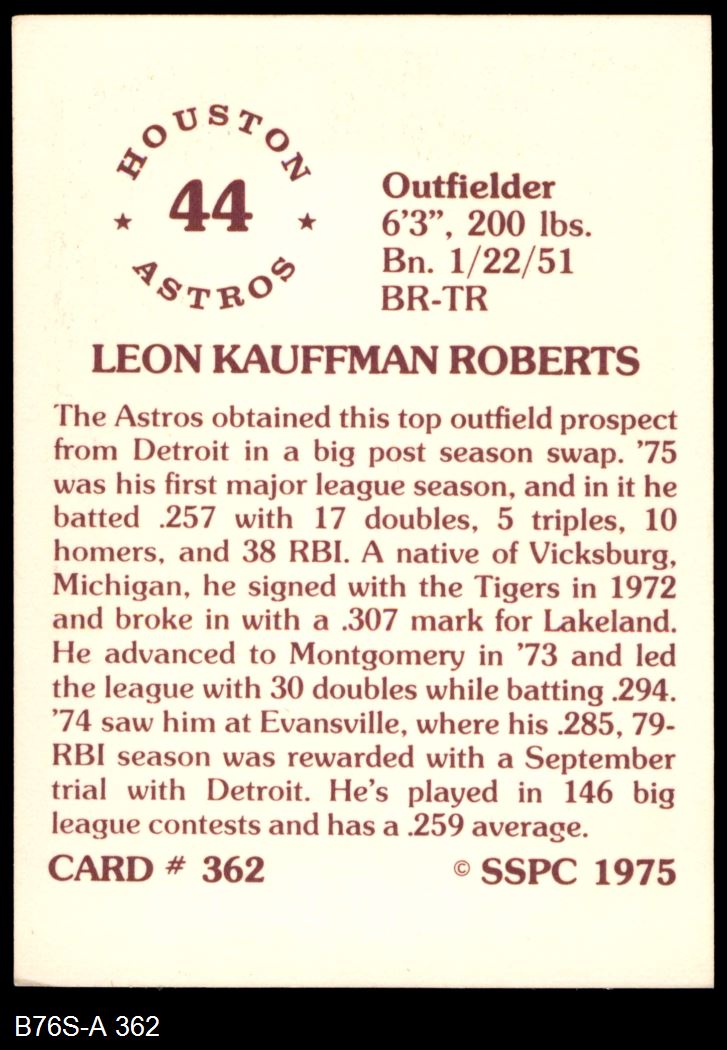 HOUSTON
44
ASTROS
Outfielder
6'3", 200 lbs.
Bn. 1/22/51
BR-TR
LEON KAUFFMAN ROBERTS
The Astros obtained this top outfield prospect
from Detroit in a big post season swap. '75
was his first major league season, and in it he
batted .257 with 17 doubles, 5 triples, 10
homers, and 38 RBI. A native of Vicksburg,
Michigan, he signed with the Tigers in 1972
and broke in with a .307 mark for Lakeland.
He advanced to Montgomery in '73 and led
the league with 30 doubles while batting .294.
'74 saw him at Evansville, where his .285, 79-
RBI season was rewarded with a September
trial with Detroit. He's played in 146 big
league contests and has a .259 average.
CARD # 362 © SSPC 1975
B76S-A 362